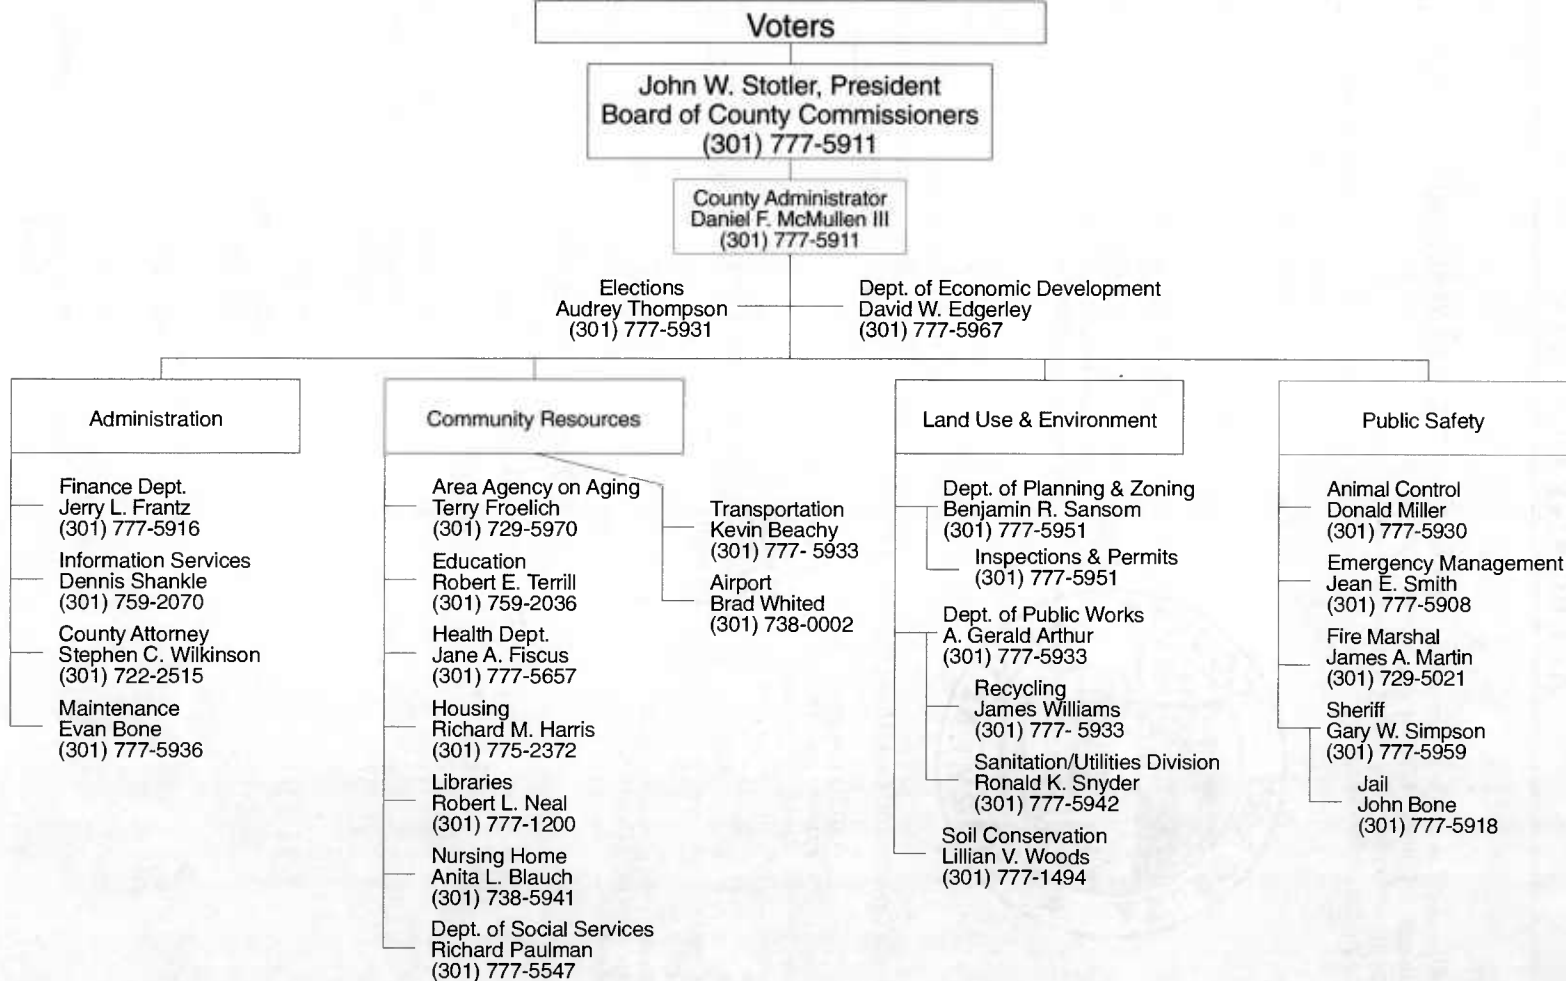 Voters
John W. Stotler, President
Board of County Commissioners
(301) 777-5911
County Administrator
Daniel F. McMullen III
(301) 777-5911
Elections
Audrey Thompson
(301) 777-5931
Dept. of Economic Development
David W. Edgerley
(301) 777-5967
Administration
Finance Dept.
Jerry L. Frantz
(301) 777-5916
Information Services
Dennis Shankle
(301) 759-2070
County Attorney
Stephen C. Wilkinson
(301) 722-2515
Maintenance
Evan Bone
(301) 777-5936
Community Resources
Area Agency on Aging
Terry Froelich
(301) 729-5970
Education
Robert E. Terrill
(301) 759-2036
Health Dept.
Jane A. Fiscus
(301) 777-5657
Housing
Richard M. Harris
(301) 775-2372
Libraries
Robert L. Neal
(301) 777-1200
Nursing Home
Anita L. Blauch
(301) 738-5941
Dept. of Social Services
Richard Paulman
(301) 777-5547
Transportation
Kevin Beachy
(301) 777- 5933
Airport
Brad Whited
(301) 738-0002
Land Use & Environment
Dept. of Planning & Zoning
Benjamin R. Sansom
(301) 777-5951
Inspections & Permits
(301) 777-5951
Dept. of Public Works
A. Gerald Arthur
(301) 777-5933
Recycling
James Williams
(301) 777- 5933
Sanitation/Utilities Division
Ronald K. Snyder
(301) 777-5942
Soil Conservation
Lillian V. Woods
(301) 777-1494
Public Safety
Animal Control
Donald Miller
(301) 777-5930
Emergency Management
Jean E. Smith
(301) 777-5908
Fire Marshal
James A. Martin
(301) 729-5021
Sheriff
Gary W. Simpson
(301) 777-5959
Jail
John Bone
(301) 777-5918